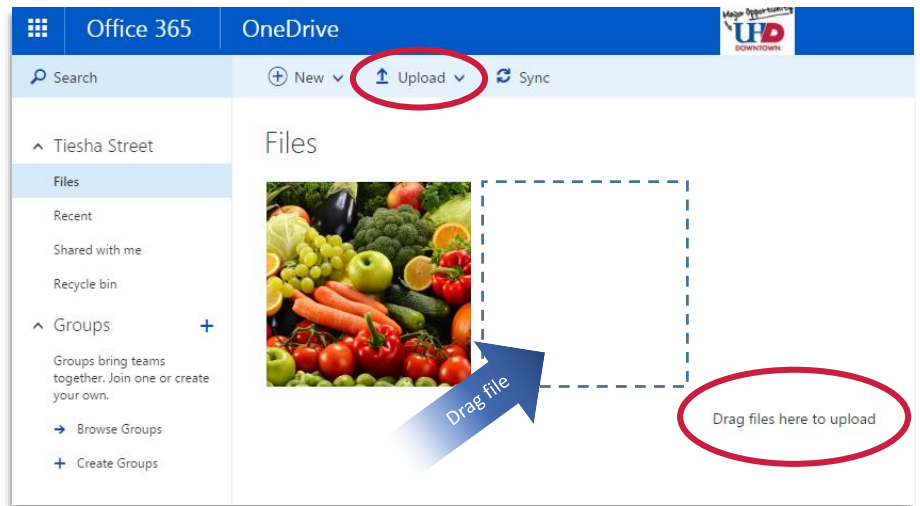 Office 365
OneDrive
Major Opportunity
UHD
DOWNTOWN
Search
New
Upload
Sync
Tiesha Street
Files
Recent
Shared with me
Recycle bin
Groups
Groups bring teams
together. Join one or create
your own.
Browse Groups
Create Groups
Files
Drag file
Drag files here to upload